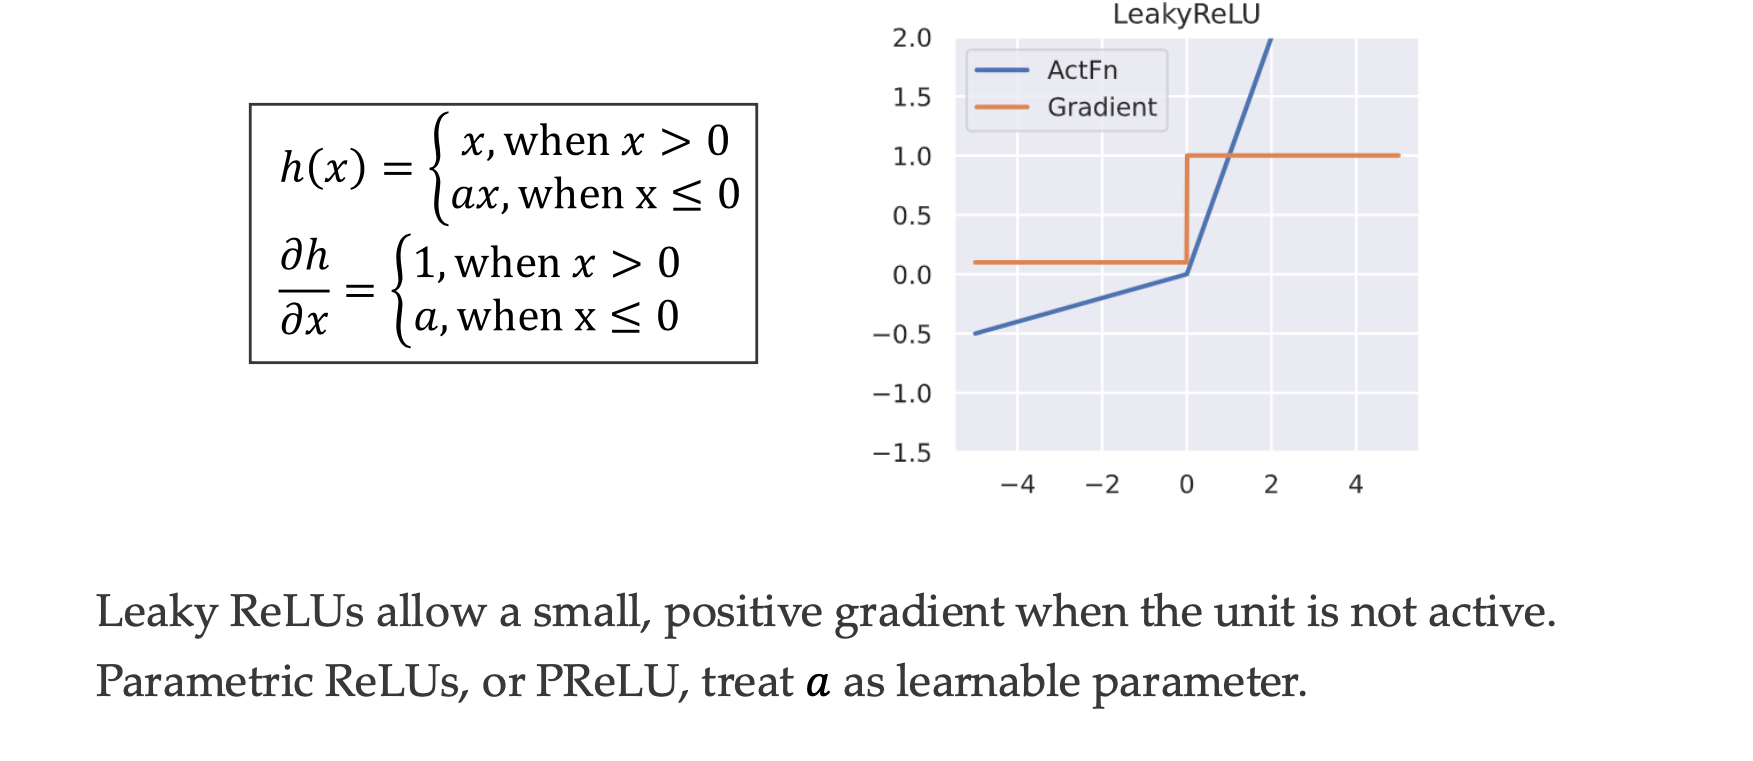 h(x) = { x, when x > 0
ax, when x ≤ 0
∂h/∂x = { 1, when x > 0
a, when x ≤ 0
LeakyReLU
2.0
1.5
1.0
0.5
0.0
−0.5
−1.0
−1.5
ActFn
Gradient
−4 −2 0 2 4
Leaky ReLUs allow a small, positive gradient when the unit is not active.
Parametric ReLUs, or PReLU, treat a as learnable parameter.